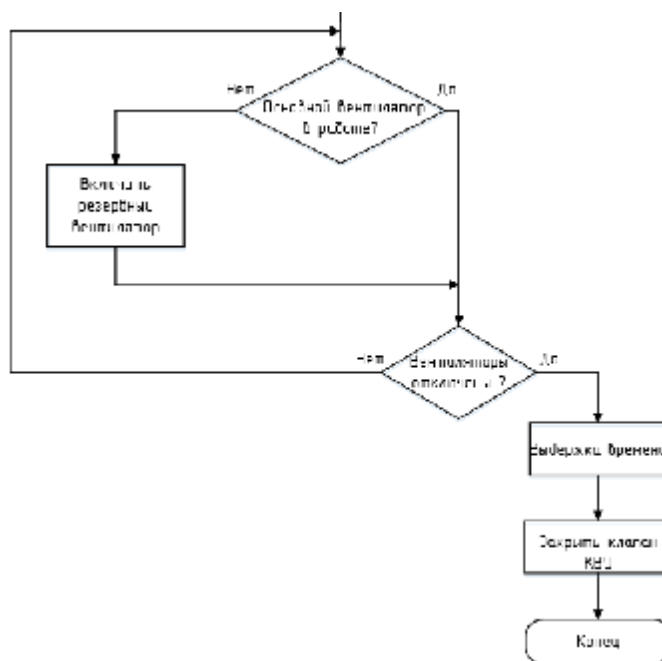 Нет
Да
Основной вентилятор
в работе?
Включить
резервный
вентилятор
Нет
Да
Вентиляторы
отключены?
Выдержка времени
Закрыть клапан
Конец